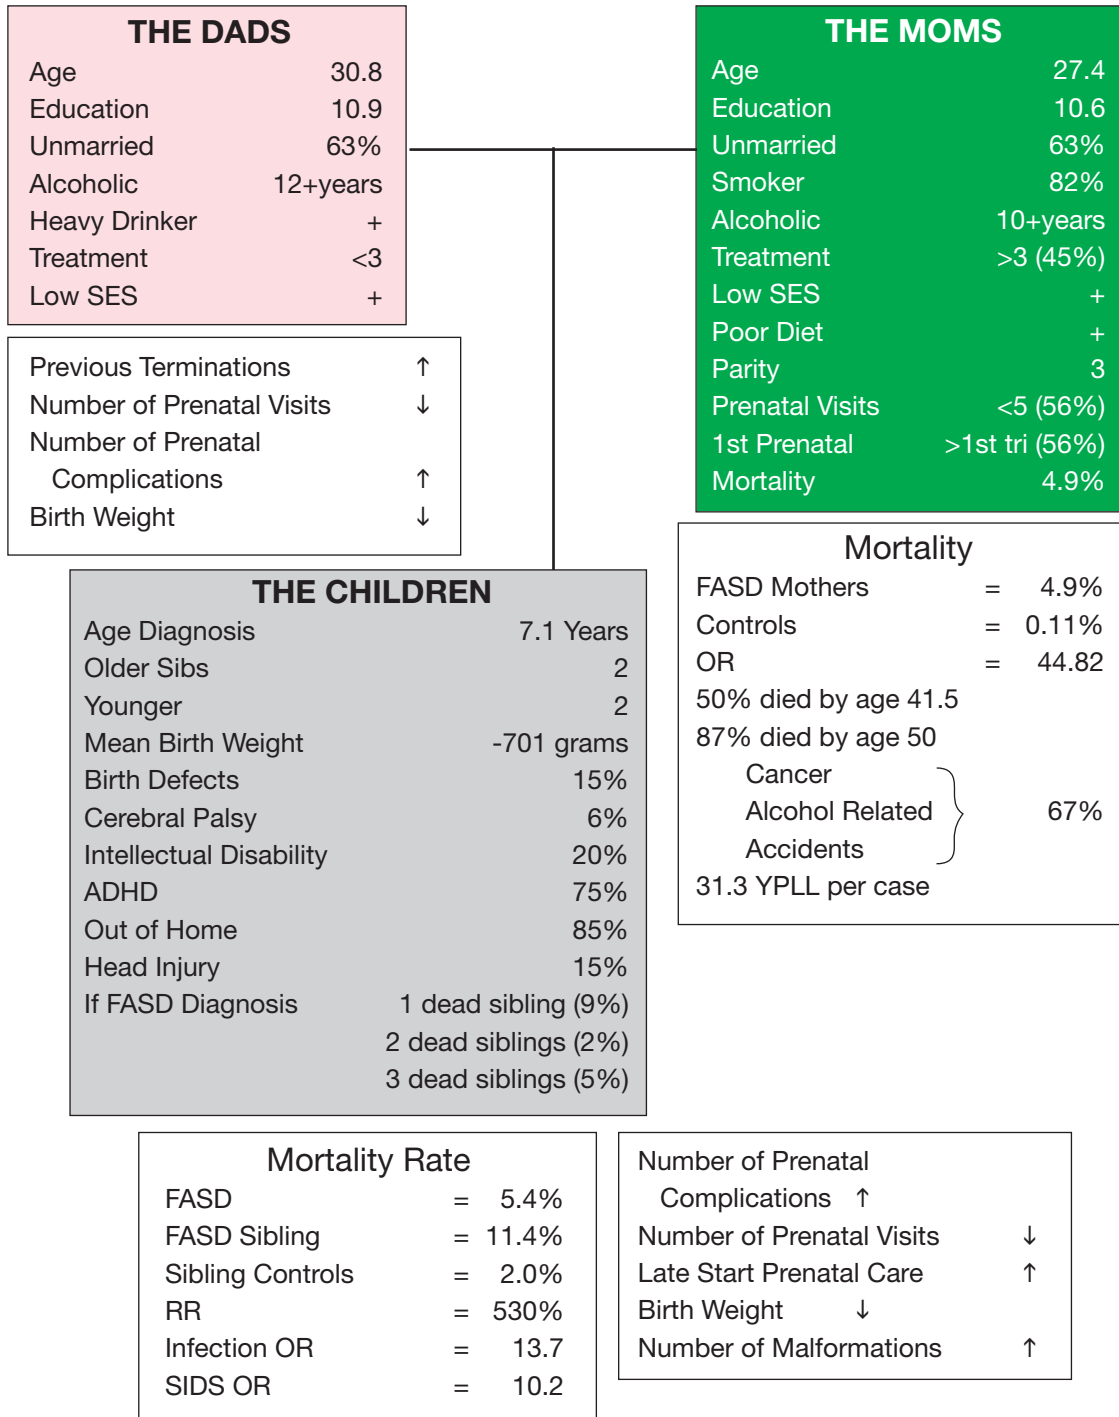 THE DADS
Age 30.8
Education 10.9
Unmarried 63%
Alcoholic 12+years
Heavy Drinker +
Treatment <3
Low SES +
THE MOMS
Age 27.4
Education 10.6
Unmarried 63%
Smoker 82%
Alcoholic 10+years
Treatment >3 (45%)
Low SES +
Poor Diet +
Parity 3
Prenatal Visits <5 (56%)
1st Prenatal >1st tri (56%)
Mortality 4.9%
Previous Terminations ↑
Number of Prenatal Visits ↓
Number of Prenatal
Complications ↑
Birth Weight ↓
Mortality
FASD Mothers = 4.9%
Controls = 0.11%
OR = 44.82
50% died by age 41.5
87% died by age 50
Cancer
Alcohol Related 67%
Accidents
31.3 YPLL per case
THE CHILDREN
Age Diagnosis 7.1 Years
Older Sibs 2
Younger 2
Mean Birth Weight -701 grams
Birth Defects 15%
Cerebral Palsy 6%
Intellectual Disability 20%
ADHD 75%
Out of Home 85%
Head Injury 15%
If FASD Diagnosis 1 dead sibling (9%)
2 dead siblings (2%)
3 dead siblings (5%)
Mortality Rate
FASD = 5.4%
FASD Sibling = 11.4%
Sibling Controls = 2.0%
RR = 530%
Infection OR = 13.7
SIDS OR = 10.2
Number of Prenatal
Complications ↑
Number of Prenatal Visits ↓
Late Start Prenatal Care ↑
Birth Weight ↓
Number of Malformations ↑